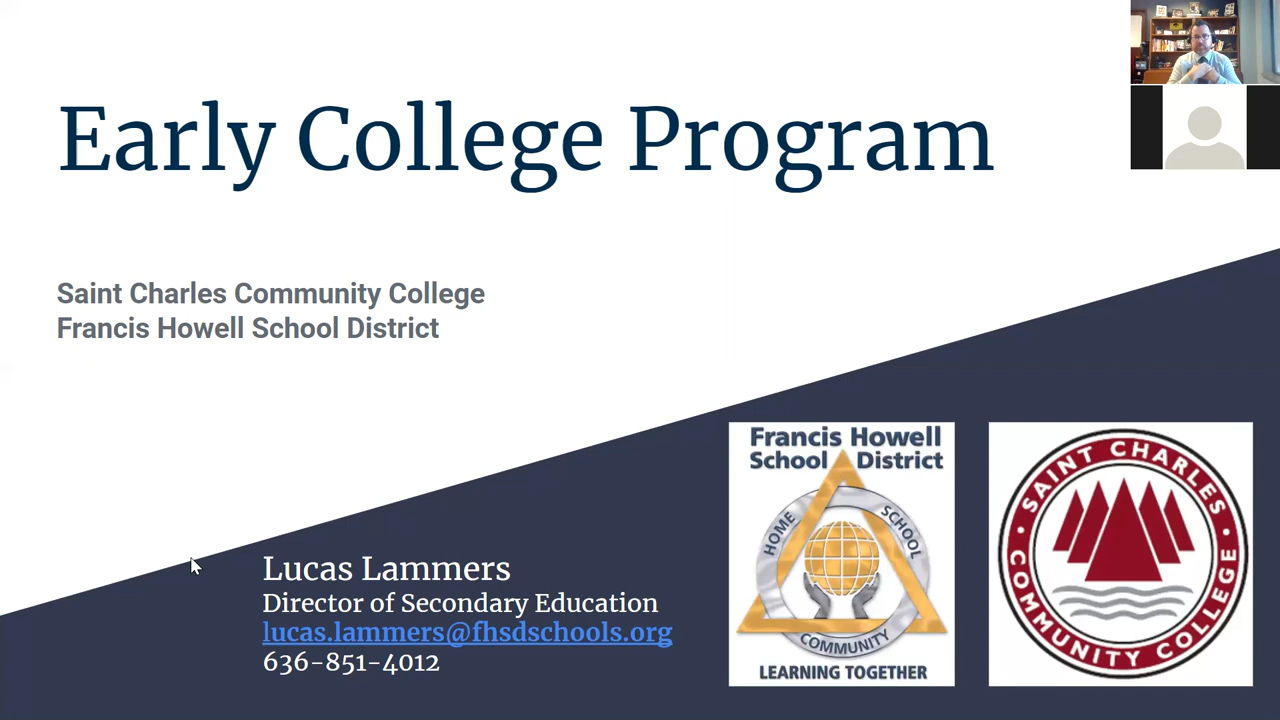 Early College Program
Saint Charles Community College
Francis Howell School District
Lucas Lammers
Director of Secondary Education
lucas.lammers@fhsdschools.org
636-851-4012
Francis Howell
School District
HOME
SCHOOL
COMMUNITY
LEARNING TOGETHER
SAINT CHARLES
COMMUNITY COLLEGE